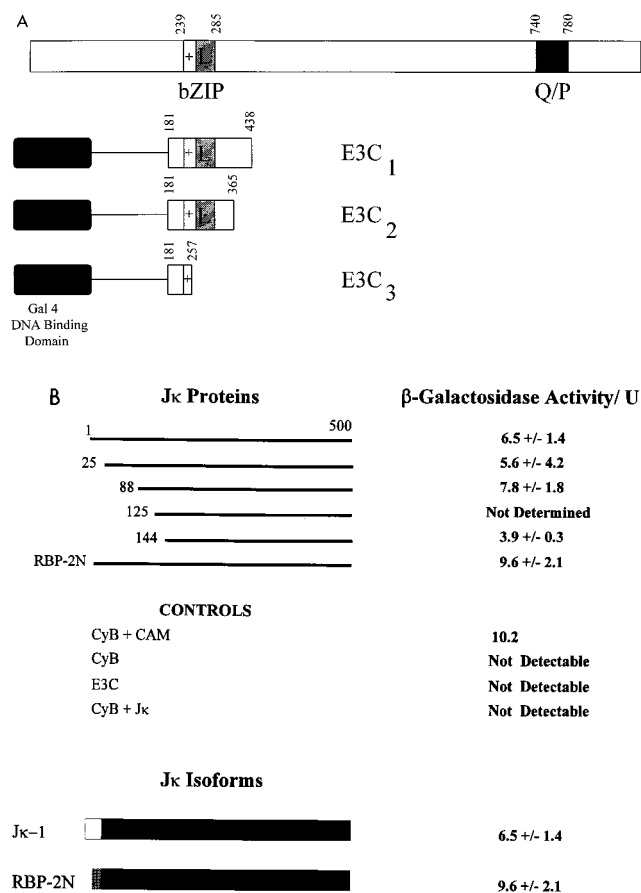 A
239 285 740 780
+ L
bZIP Q/P
181 438
+ L
E3C 1
181 365
+ L
E3C 2
181 257
+
E3C 3
Gal 4
DNA Binding
Domain
B Jκ Proteins β-Galactosidase Activity/ U
1 500 6.5 +/- 1.4
25 5.6 +/- 4.2
88 7.8 +/- 1.8
125 Not Determined
144 3.9 +/- 0.3
RBP-2N 9.6 +/- 2.1
CONTROLS
CyB + CAM 10.2
CyB Not Detectable
E3C Not Detectable
CyB + Jκ Not Detectable
Jκ Isoforms
Jκ-1 6.5 +/- 1.4
RBP-2N 9.6 +/- 2.1